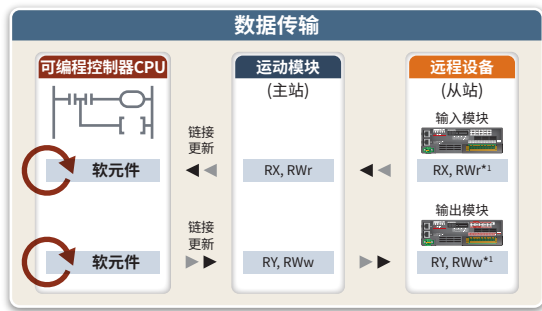 数据传输
可编程控制器CPU
运动模块
(主站)
远程设备
(从站)
输入模块
链接
更新
软元件
RX, RWr
RX, RWr*1
输出模块
链接
更新
软元件
RY, RWw
RY, RWw*1